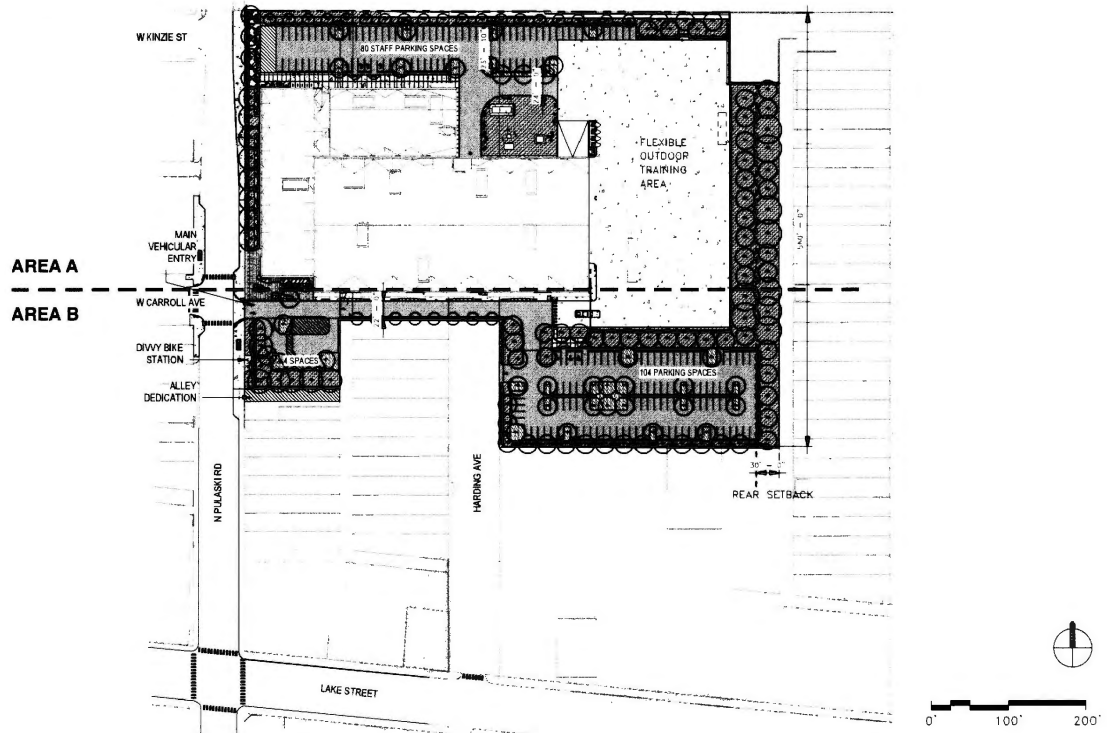 W KINZIE ST
80 STAFF PARKING SPACES
FLEXIBLE
OUTDOOR
TRAINING
AREA
MAIN
VEHICULAR
ENTRY
AREA A
W CARROLL AVE
AREA B
DIVVY BIKE
STATION
SPACES
104 PARKING SPACES
ALLEY
DEDICATION
30' - 0"
REAR SETBACK
N PULASKI RD
HARDING AVE
LAKE STREET
0' 100' 200'